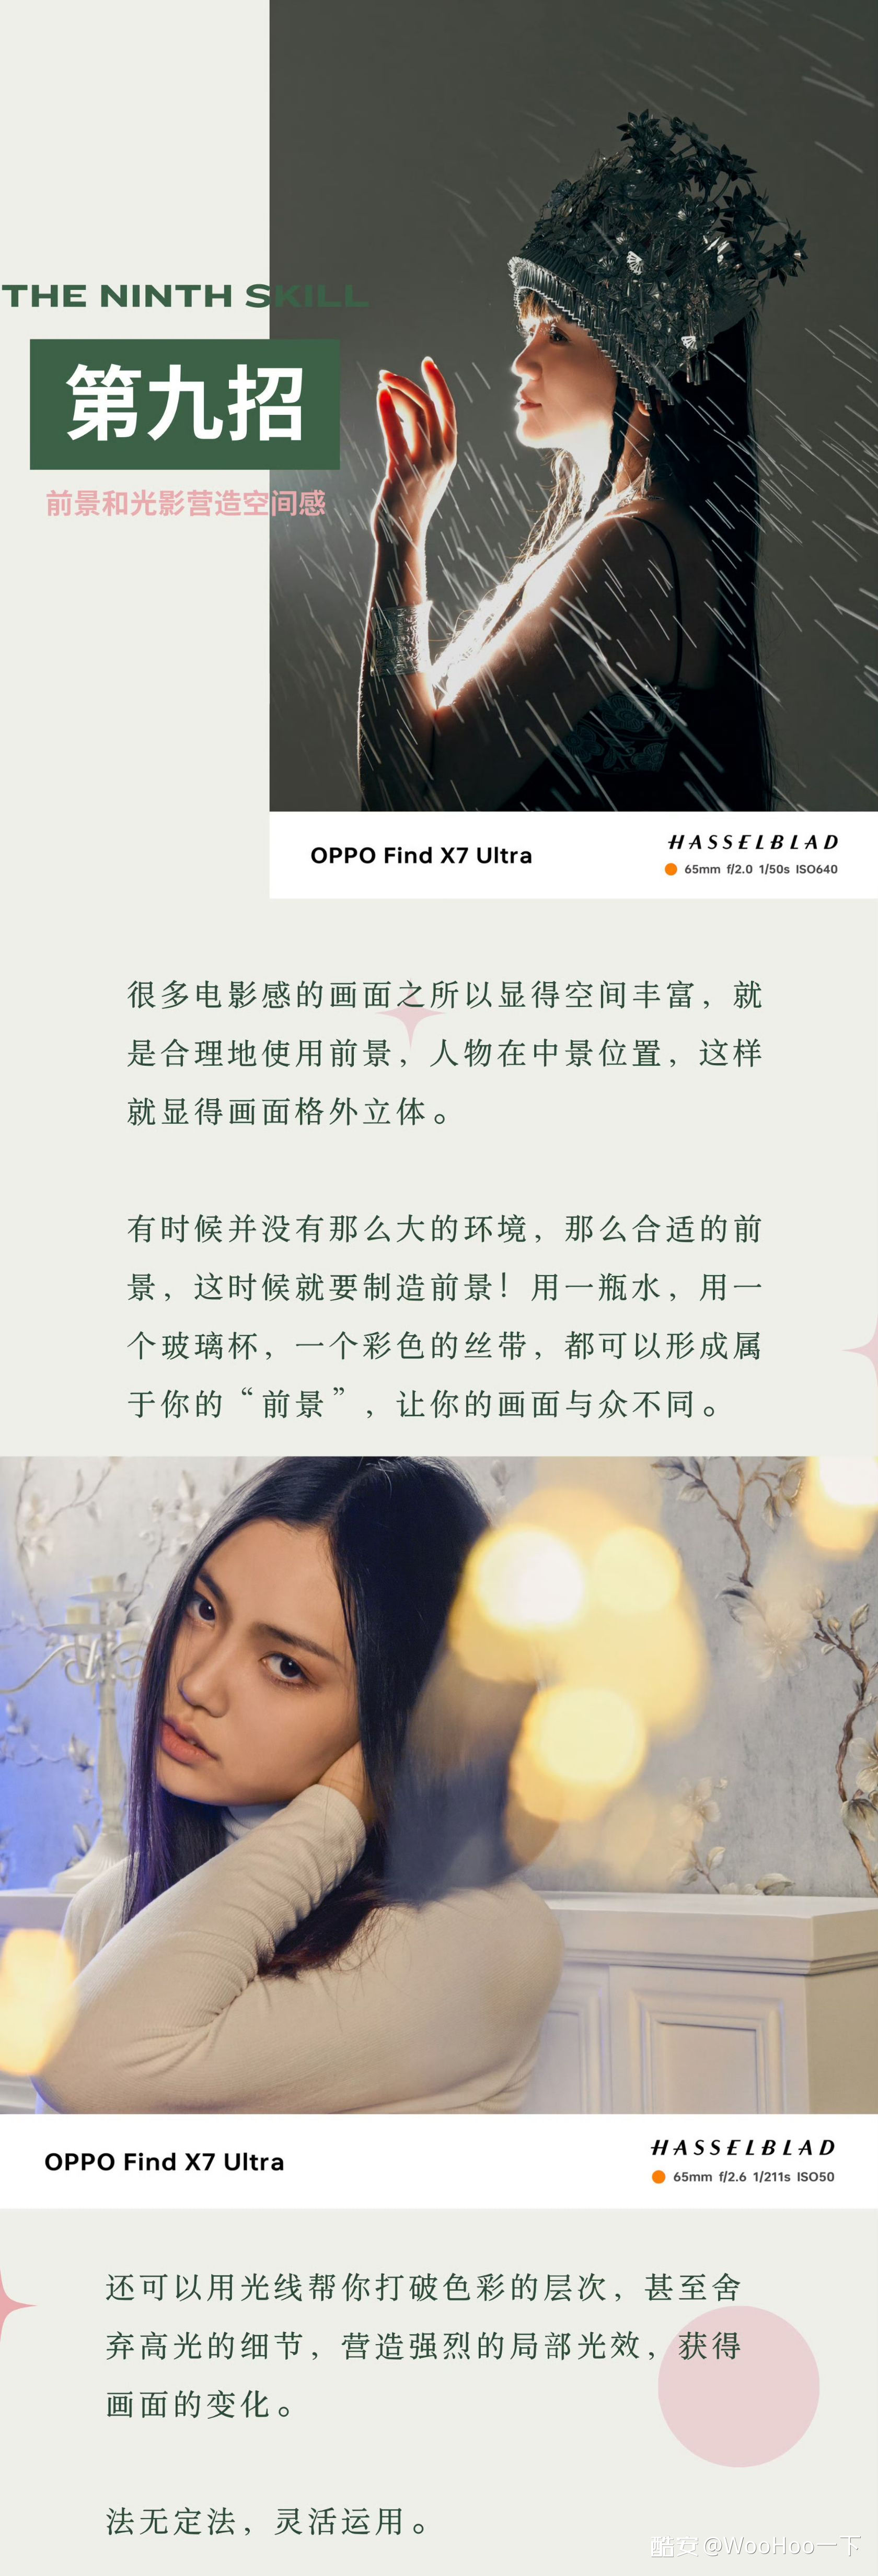 THE NINTH SKILL
第九招
前景和光影营造空间感
OPPO Find X7 Ultra
HASSELBLAD
65mm f/2.0 1/50s ISO640
很多电影感的画面之所以显得空间丰富，就
是合理地使用前景，人物在中景位置，这样
就显得画面格外立体。
有时候并没有那么大的环境，那么合适的前
景，这时候就要制造前景！用一瓶水，用一
个玻璃杯，一个彩色的丝带，都可以形成属
于你的“前景”，让你的画面与众不同。
OPPO Find X7 Ultra
HASSELBLAD
65mm f/2.6 1/211s ISO50
还可以用光线帮你打破色彩的层次，甚至舍
弃高光的细节，营造强烈的局部光效，获得
画面的变化。
法无定法，灵活运用。
酷安 @WooHoo一下